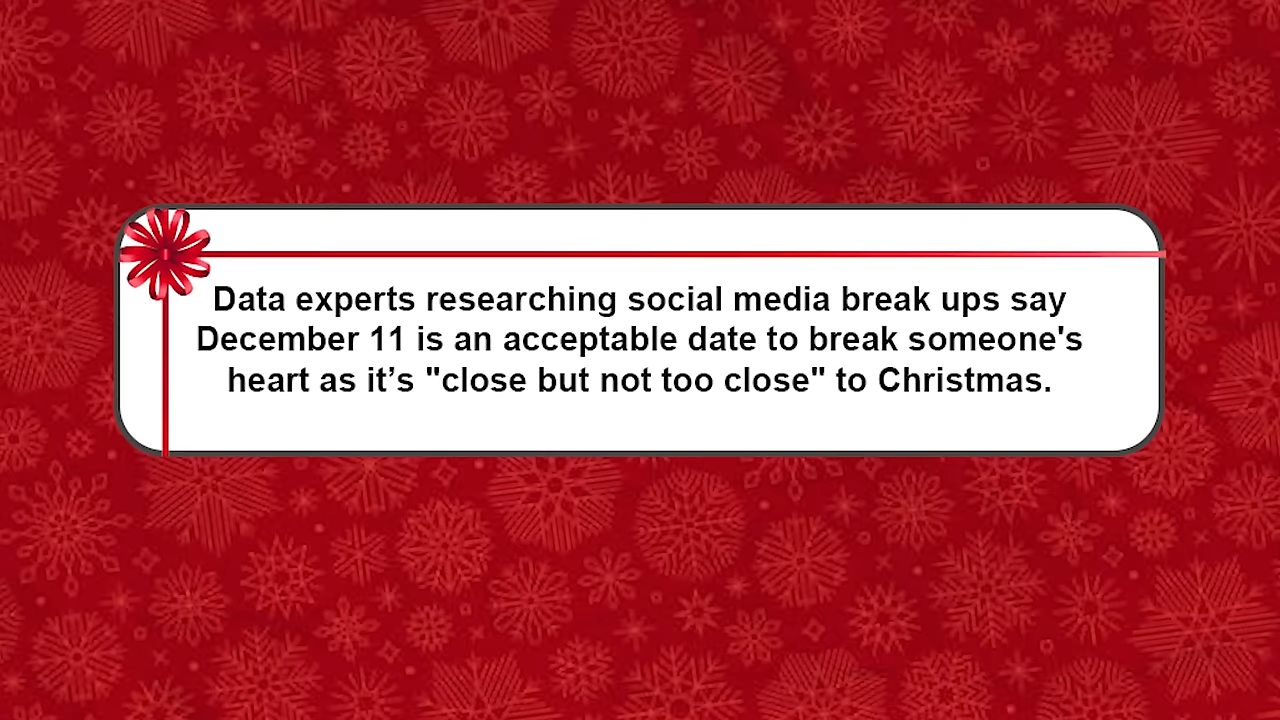 Data experts researching social media break ups say
December 11 is an acceptable date to break someone's
heart as it’s "close but not too close" to Christmas.